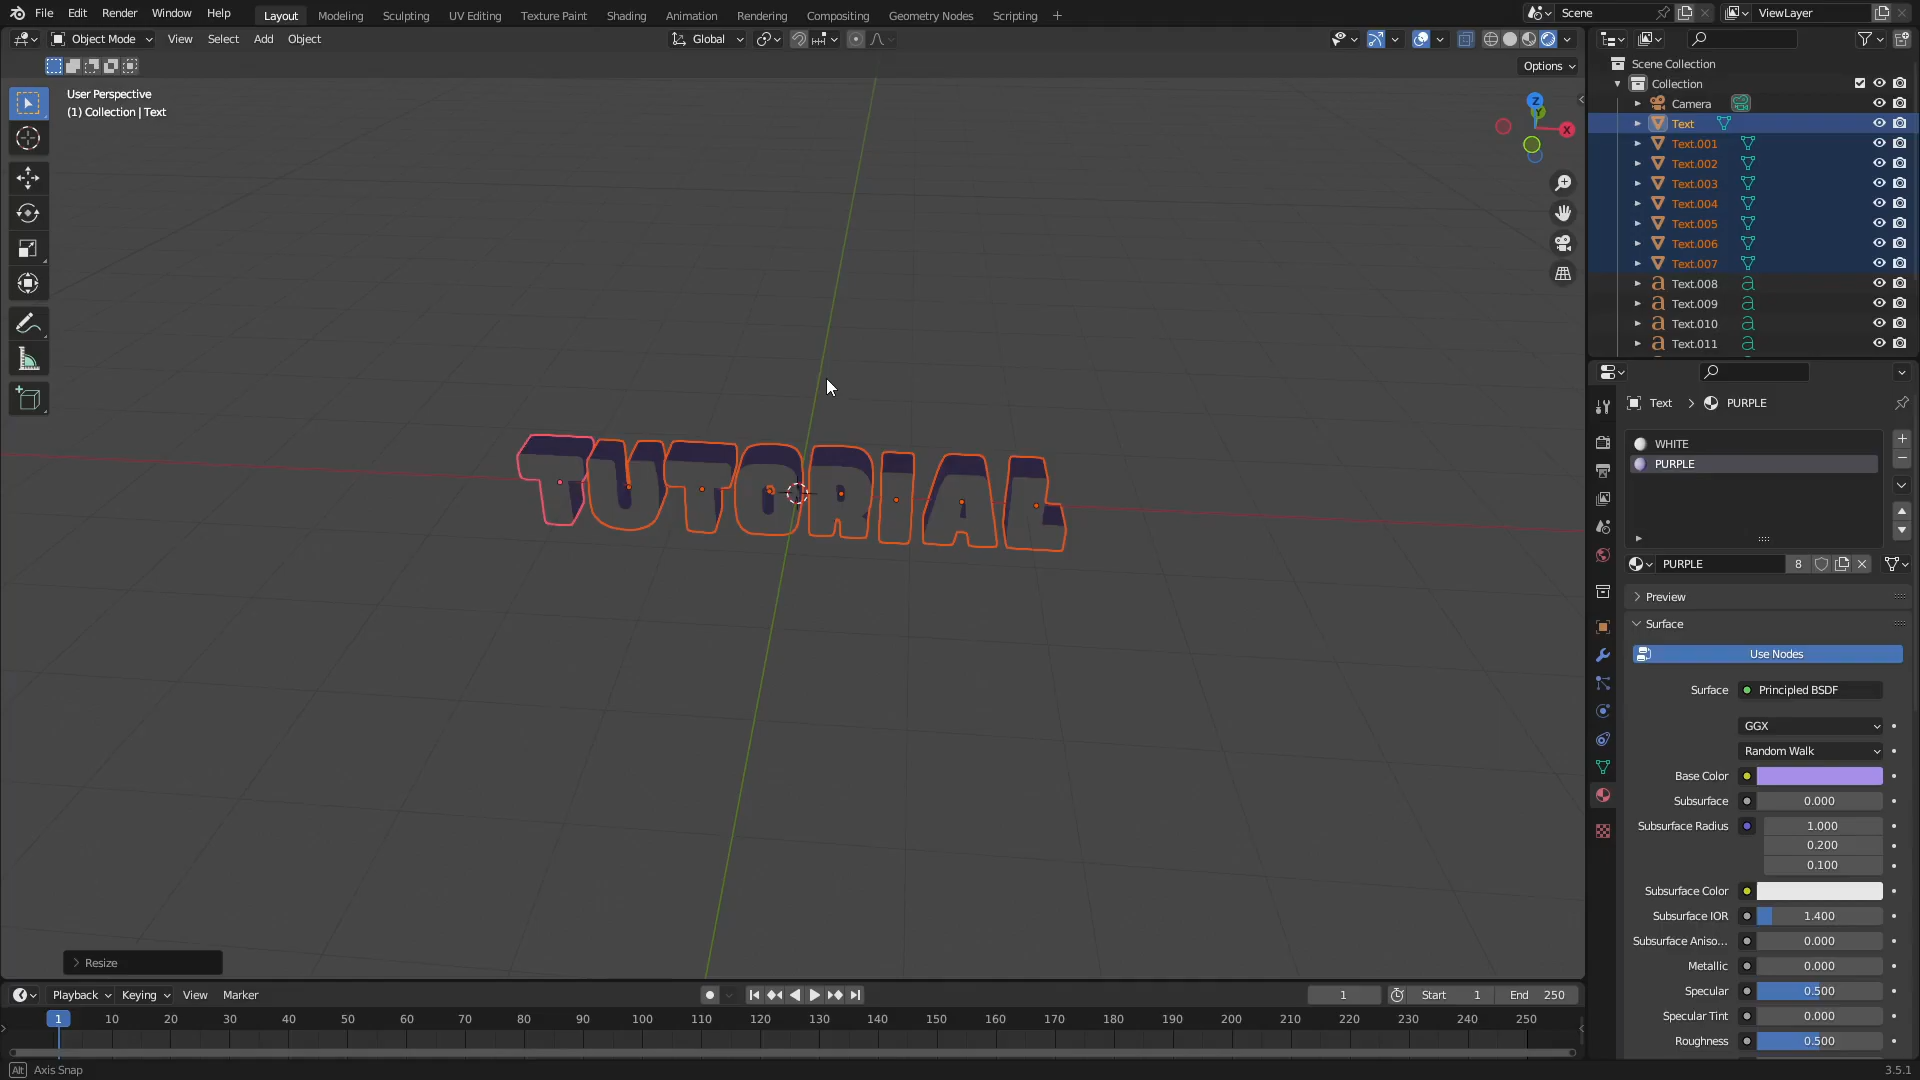 File Edit Render Window Help Layout Modeling Sculpting UV Editing Texture Paint Shading Animation Rendering Compositing Geometry Nodes Scripting + Scene ViewLayer
Object Mode View Select Add Object Global
Options
User Perspective
(1) Collection | Text
Z
Y
X
TUTORIAL
Resize
Scene Collection
Collection
Camera
Text
Text.001
Text.002
Text.003
Text.004
Text.005
Text.006
Text.007
Text.008
Text.009
Text.010
Text.011
Text > PURPLE
WHITE
PURPLE
PURPLE 8
Preview
Surface
Use Nodes
Surface Principled BSDF
GGX
Random Walk
Base Color
Subsurface 0.000
Subsurface Radius 1.000
0.200
0.100
Subsurface Color
Subsurface IOR 1.400
Subsurface Aniso... 0.000
Metallic 0.000
Specular 0.500
Specular Tint 0.000
Roughness 0.500
Playback Keying View Marker 1 Start 1 End 250
1 10 20 30 40 50 60 70 80 90 100 110 120 130 140 150 160 170 180 190 200 210 220 230 240 250
Alt Axis Snap 3.5.1